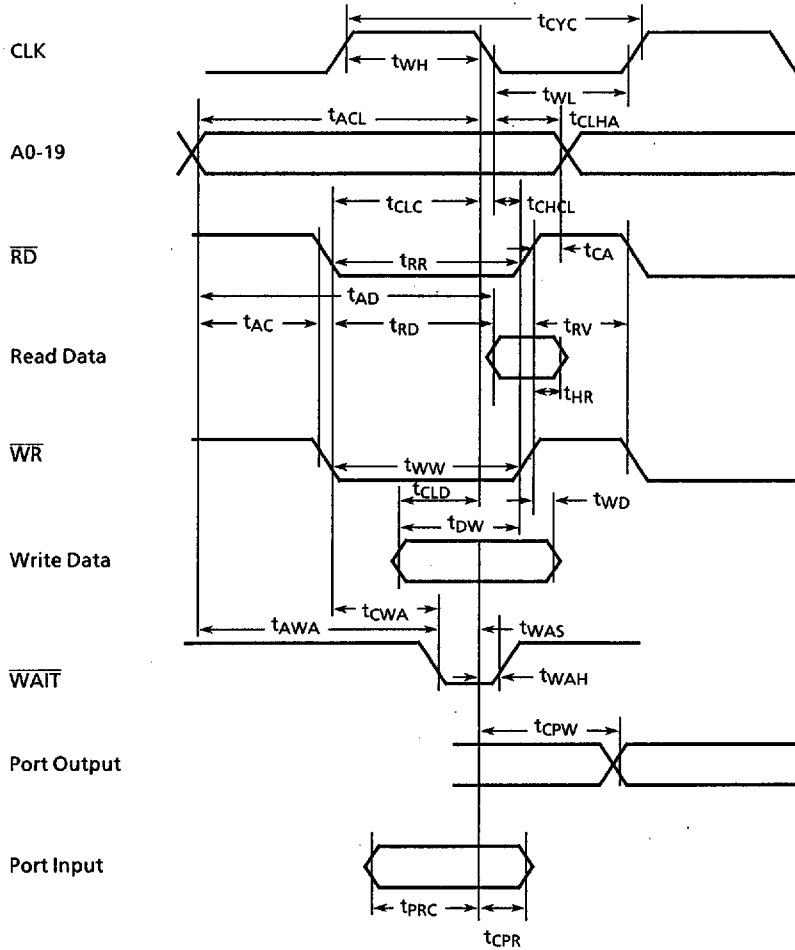 tCYC
CLK
tWH
tWL
tACL
tCLHA
A0-19
tCLC
tCHCL
RD
tRR
tCA
tAD
tAC
tRD
tRV
Read Data
tHR
WR
tWW
tCLD
tWD
tDW
Write Data
tCWA
tAWA
tWAS
WAIT
tWAH
tCPW
Port Output
Port Input
tPRC
tCPR